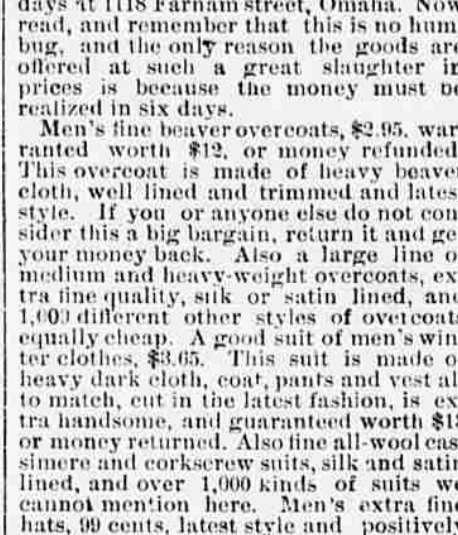 days at 1118 Farnam street, Omaha. Now
read, and remember that this is no hum
bug, and the only reason the goods are
offered at such a great slaughter in
prices is because the money must be
realized in six days.
Men's fine beaver overcoats, $2.95, war
ranted worth $12, or money refunded
This overcoat is made of heavy beaver
cloth, well lined and trimmed and lates
style. If you or anyone else do not con
sider this a big bargain, return it and ge
your money back. Also a large line o
medium and heavy-weight overcoats, ex
tra fine quality, silk or satin lined, and
1,000 different other styles of overcoats
equally cheap. A good suit of men's win
ter clothes, $3.65. This suit is made o
heavy dark cloth, coat, pants and vest al
to match, cut in the latest fashion, is ex
tra handsome, and guaranteed worth
or money returned. Also fine all-wool cas
simere and corkscrew suits, silk and satin
lined, and over 1,000 kinds of suits we
cannot mention here. Men's extra fine
hats, 99 cents, latest style and positively